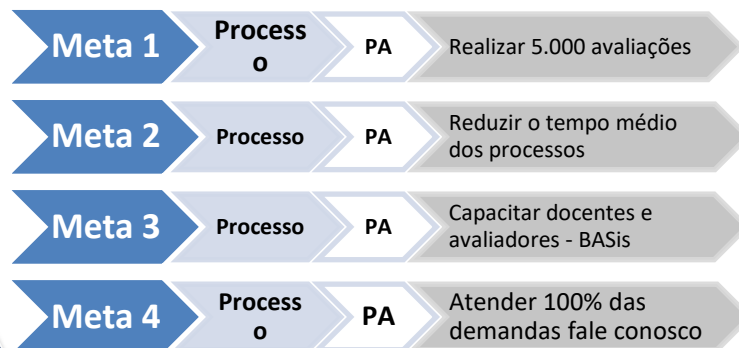 Meta 1
Process
o
PA
Realizar 5.000 avaliações
Meta 2
Processo
PA
Reduzir o tempo médio
dos processos
Meta 3
Processo
PA
Capacitar docentes e
avaliadores - BASis
Meta 4
Process
o
PA
Atender 100% das
demandas fale conosco